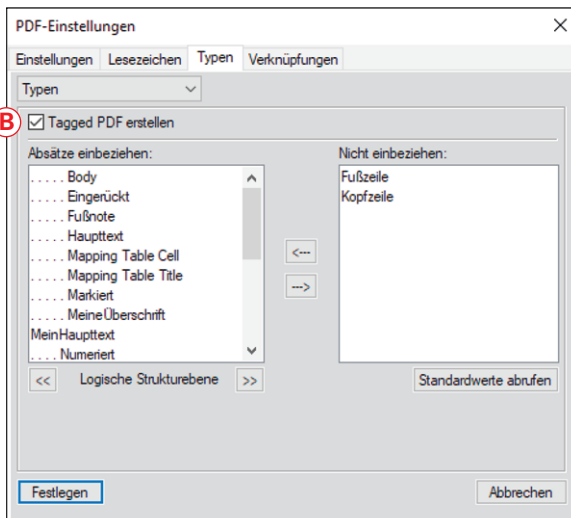 PDF-Einstellungen
Einstellungen Lesezeichen Typen Verknüpfungen
Typen
B Tagged PDF erstellen
Absätze einbeziehen: Nicht einbeziehen:
. . . . . Body
. . . . . Eingerückt
. . . . . Fußnote
. . . . . Haupttext
. . . . . Mapping Table Cell
. . . . . Mapping Table Title
. . . . . Markiert
. . . . . MeineÜberschrift
MeinHaupttext
. . . . Numeriert
Fußzeile
Kopfzeile
<---
--->
<< Logische Strukturebene >> Standardwerte abrufen
Festlegen Abbrechen